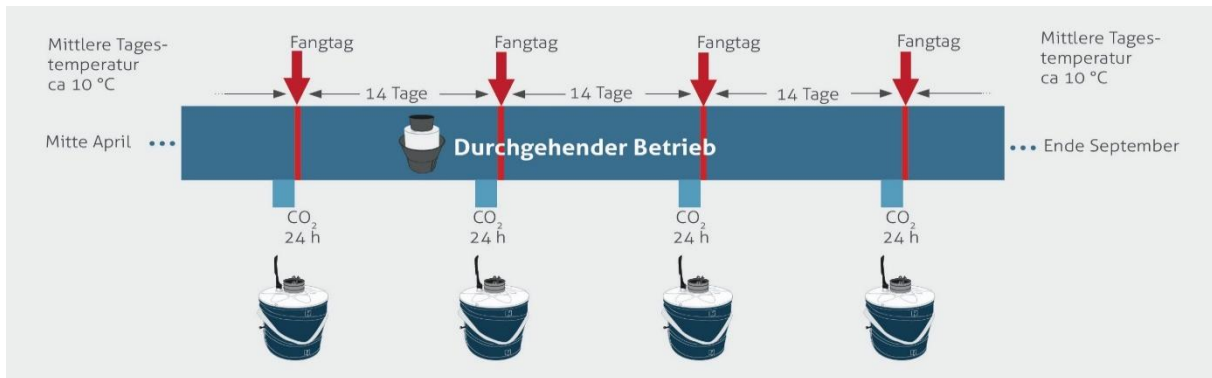 Mittlere Tages-
temperatur
ca 10 °C
Fangtag
Fangtag
Fangtag
Fangtag
Mittlere Tages-
temperatur
ca 10 °C
14 Tage
14 Tage
14 Tage
Mitte April
Durchgehender Betrieb
Ende September
CO₂
24 h
CO₂
24 h
CO₂
24 h
CO₂
24 h